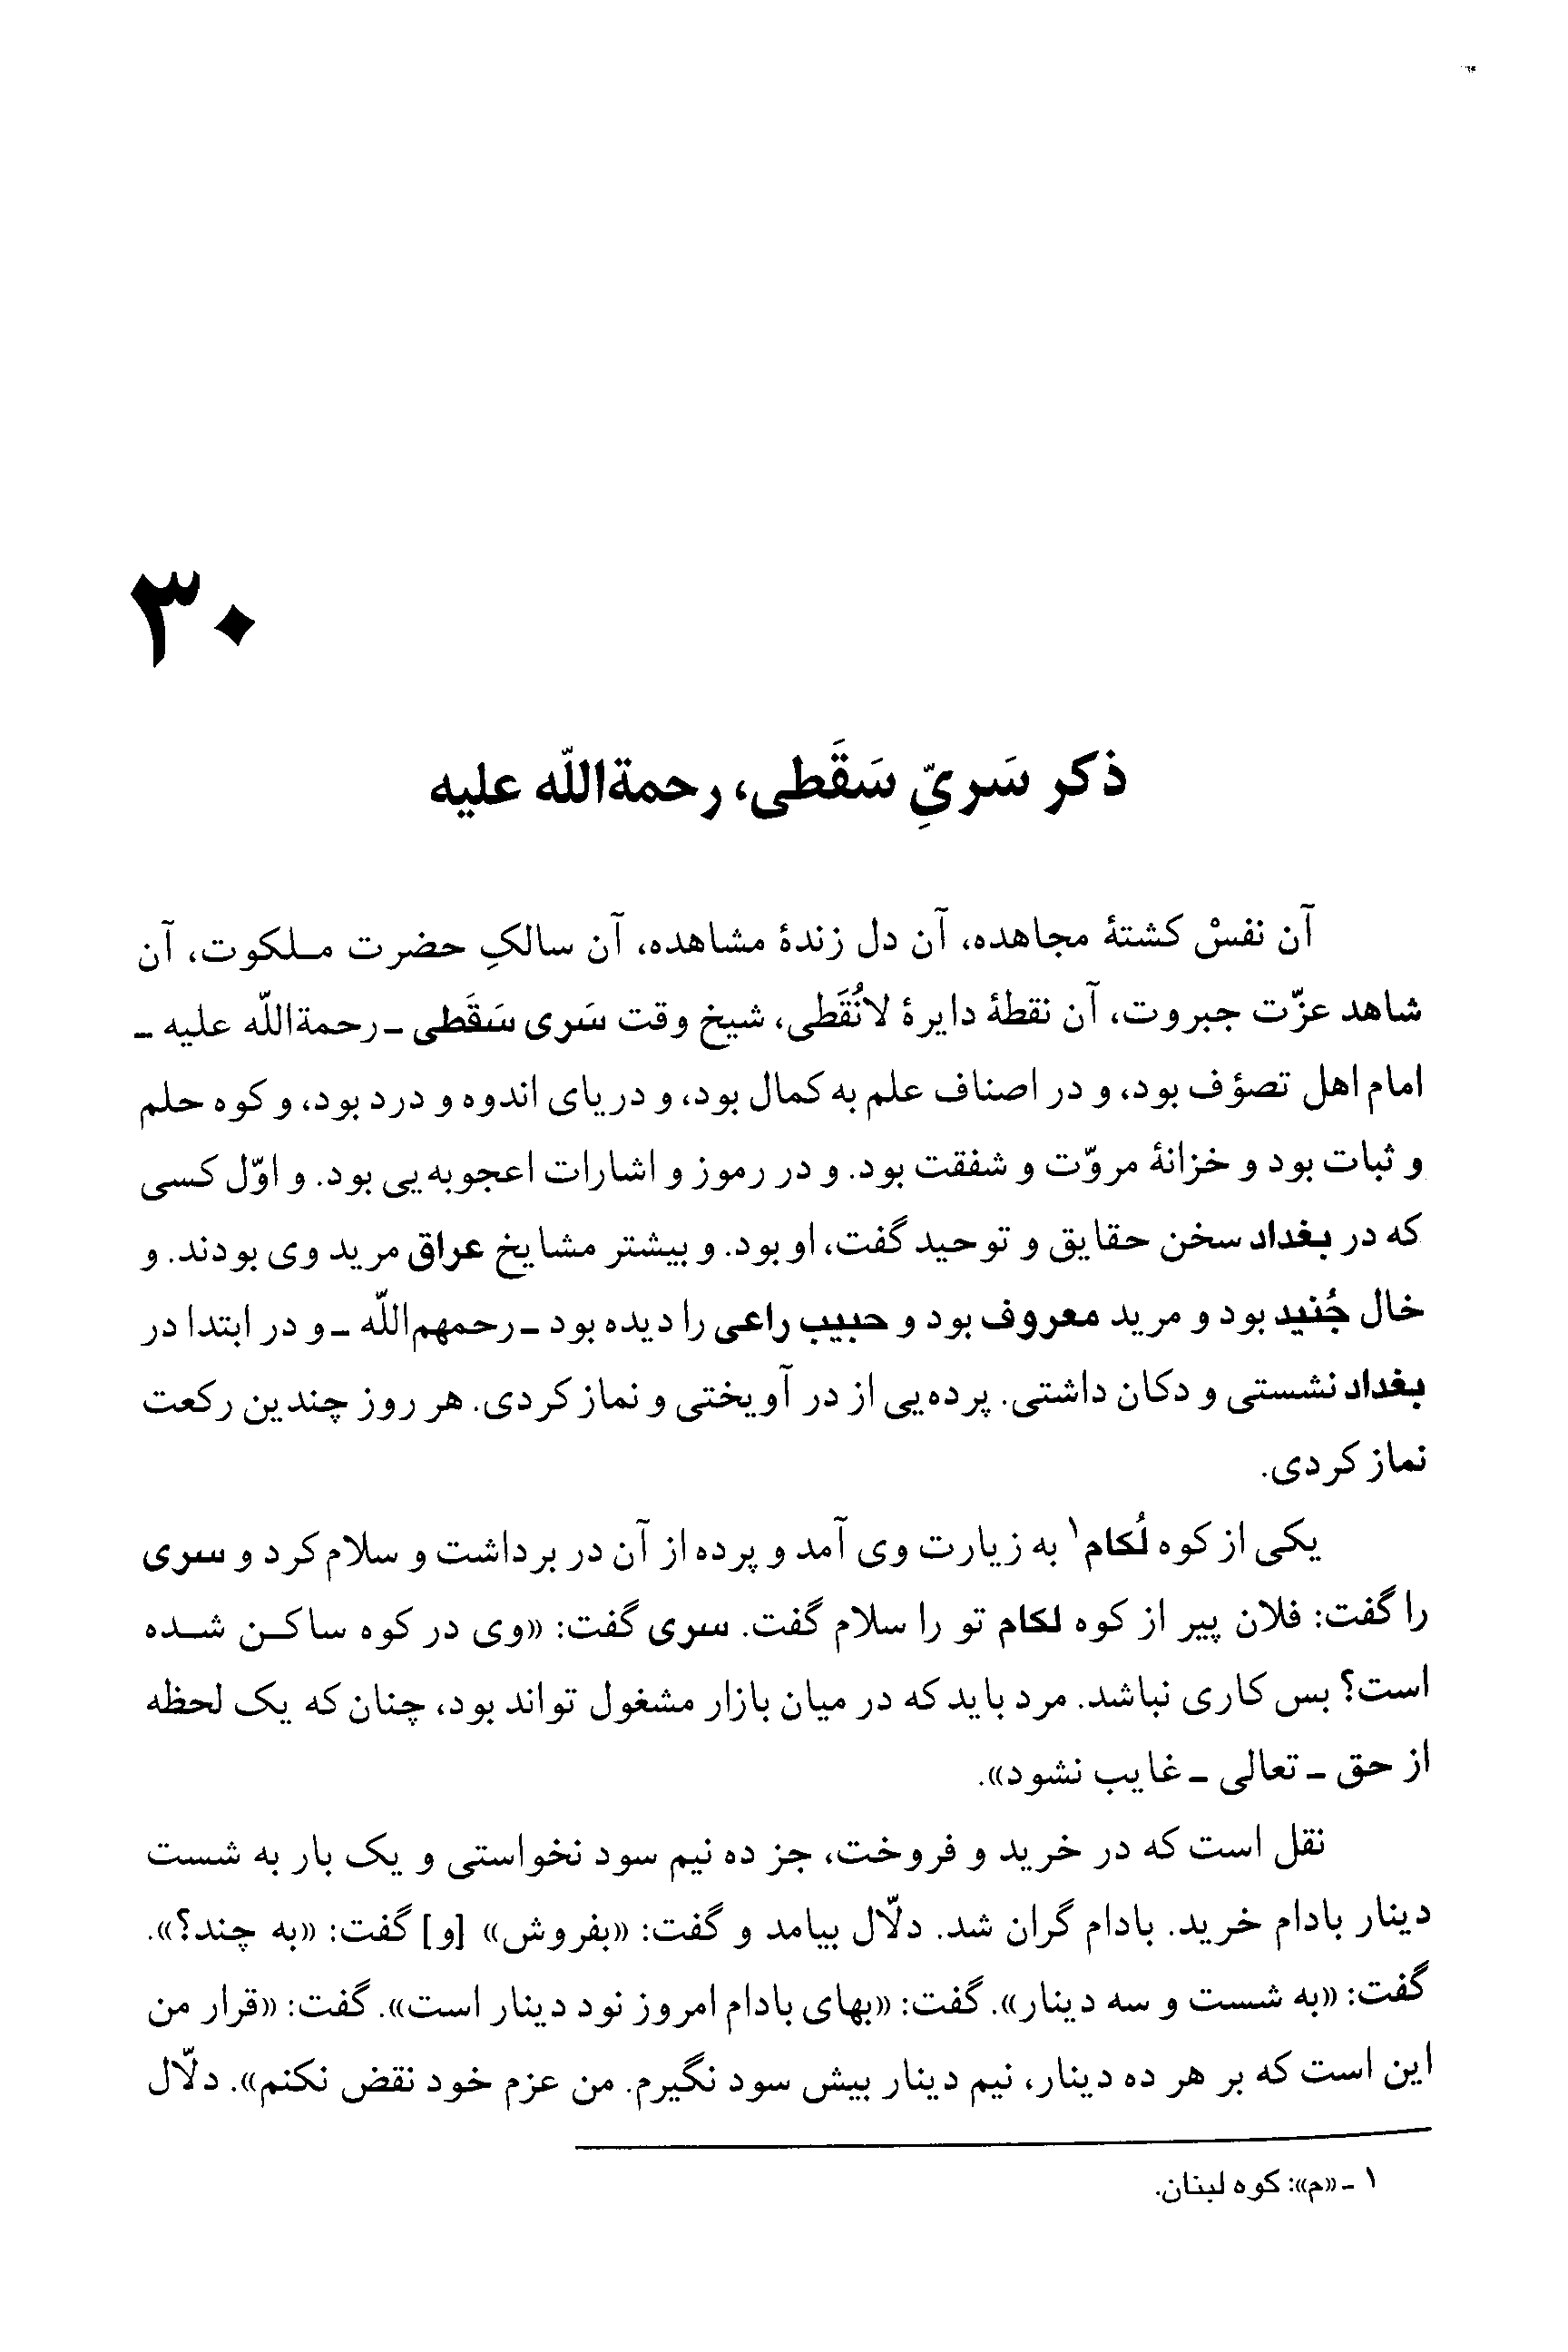 ۳۰
ذکر سَریِّ سَقَطی، رحمةاللّه علیه
آن نفسْ کشتۀ مجاهده، آن دل زندۀ مشاهده، آن سالکِ حضرت مـلکوت، آن
شاهد عزّت جبروت، آن نقطۀ دایرۀ لانُقَطی، شیخ وقت سَری سَقَطی -رحمةاللّه علیه -
امام اهل تصوّف بود، و در اصناف علم به کمال بود، و دریای اندوه و درد بود، و کوه حلم
و ثبات بود و خزانۀ مروّت و شفقت بود. و در رموز و اشارات اعجوبه‌یی بود. و اوّل کسی
که در بغداد سخن حقایق و توحید گفت، او بود. و بیشتر مشایخ عراق مرید وی بودند. و
خال جُنید بود و مرید معروف بود و حبیب راعی را دیده بود -رحمهم‌اللّه -و در ابتدا در
بغداد نشستی و دکان داشتی. پرده‌یی از در آویختی و نماز کردی. هر روز چندین رکعت
نماز کردی.
یکی از کوه لُکام۱ به زیارت وی آمد و پرده از آن در برداشت و سلام کرد و سری
را گفت: فلان پیر از کوه لکام تو را سلام گفت. سری گفت: «وی در کوه ساکـن شـده
است؟ بس کاری نباشد. مرد باید که در میان بازار مشغول تواند بود، چنان‌که یک لحظه
از حق - تعالی - غایب نشود».
نقل است که در خرید و فروخت، جز ده نیم سود نخواستی و یک بار به شست
دینار بادام خرید. بادام گران شد. دلّال بیامد و گفت: «بفروش» [و] گفت: «به چند؟».
گفت: «به شست و سه دینار». گفت: «بهای بادام امروز نود دینار است». گفت: «قرار من
این است که بر هر ده دینار، نیم دینار بیش سود نگیرم. من عزم خود نقض نکنم». دلّال
۱ - «م»: کوه لبنان.